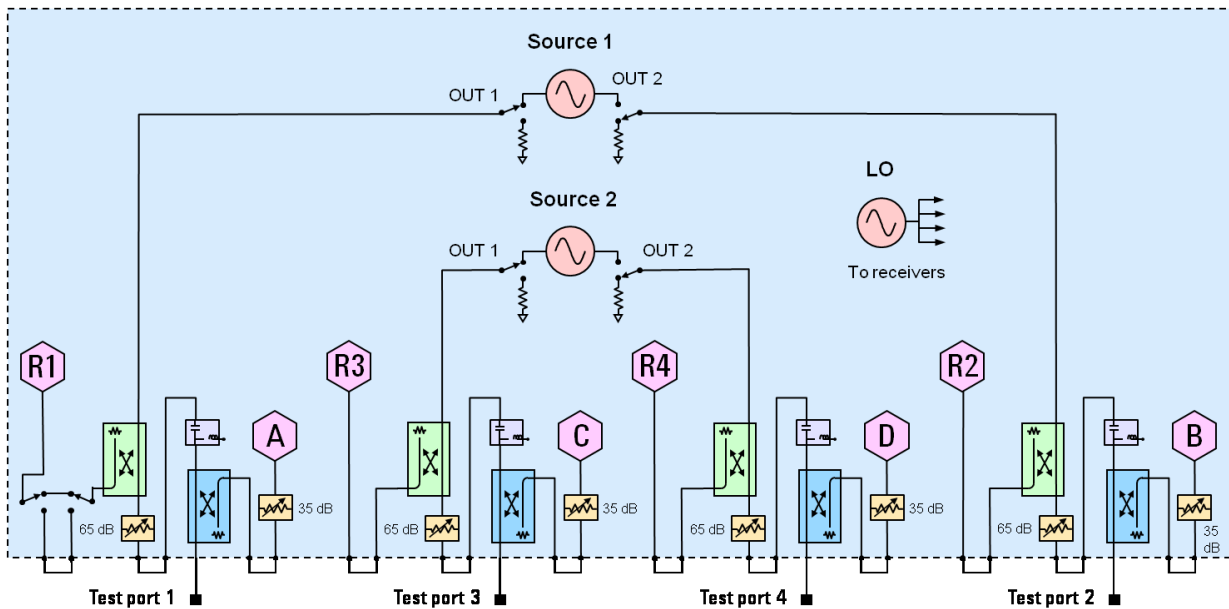 Source 1
OUT 1
OUT 2
LO
Source 2
OUT 1
OUT 2
To receivers
R1
R3
R4
R2
A
C
D
B
65 dB
35 dB
65 dB
35 dB
65 dB
35 dB
65 dB
35
dB
Test port 1
Test port 3
Test port 4
Test port 2